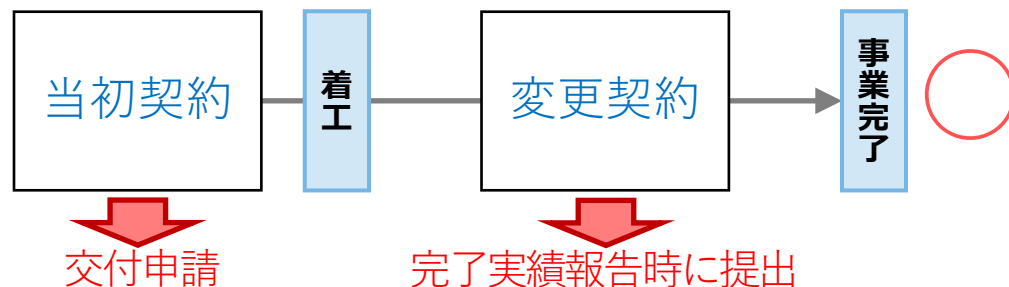 当初契約
着工
変更契約
事業完了
交付申請
完了実績報告時に提出